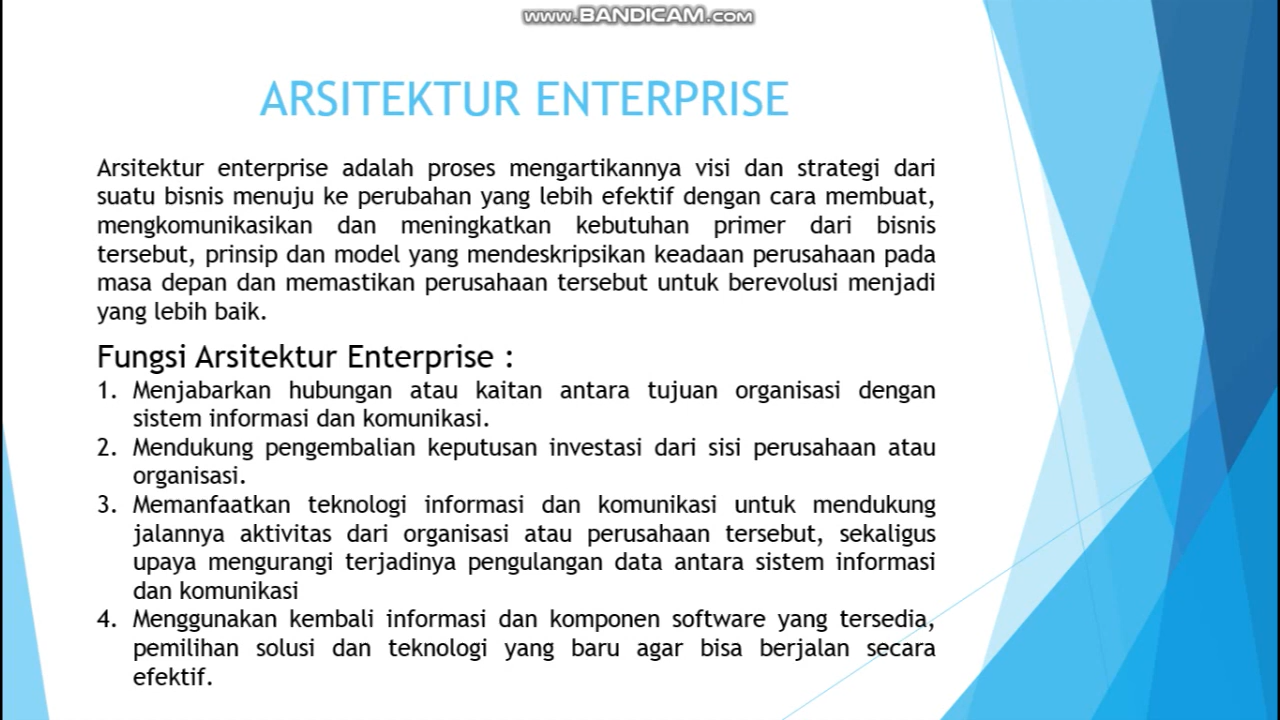 www.BANDICAM.com
ARSITEKTUR ENTERPRISE
Arsitektur enterprise adalah proses mengartikannya visi dan strategi dari
suatu bisnis menuju ke perubahan yang lebih efektif dengan cara membuat,
mengkomunikasikan dan meningkatkan kebutuhan primer dari bisnis
tersebut, prinsip dan model yang mendeskripsikan keadaan perusahaan pada
masa depan dan memastikan perusahaan tersebut untuk berevolusi menjadi
yang lebih baik.
Fungsi Arsitektur Enterprise :
1. Menjabarkan hubungan atau kaitan antara tujuan organisasi dengan
sistem informasi dan komunikasi.
2. Mendukung pengembalian keputusan investasi dari sisi perusahaan atau
organisasi.
3. Memanfaatkan teknologi informasi dan komunikasi untuk mendukung
jalannya aktivitas dari organisasi atau perusahaan tersebut, sekaligus
upaya mengurangi terjadinya pengulangan data antara sistem informasi
dan komunikasi
4. Menggunakan kembali informasi dan komponen software yang tersedia,
pemilihan solusi dan teknologi yang baru agar bisa berjalan secara
efektif.